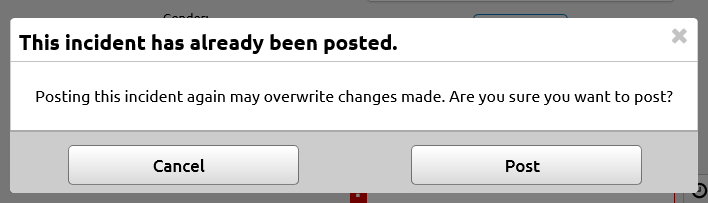 Gender:
This incident has already been posted.
Posting this incident again may overwrite changes made. Are you sure you want to post?
Cancel
Post